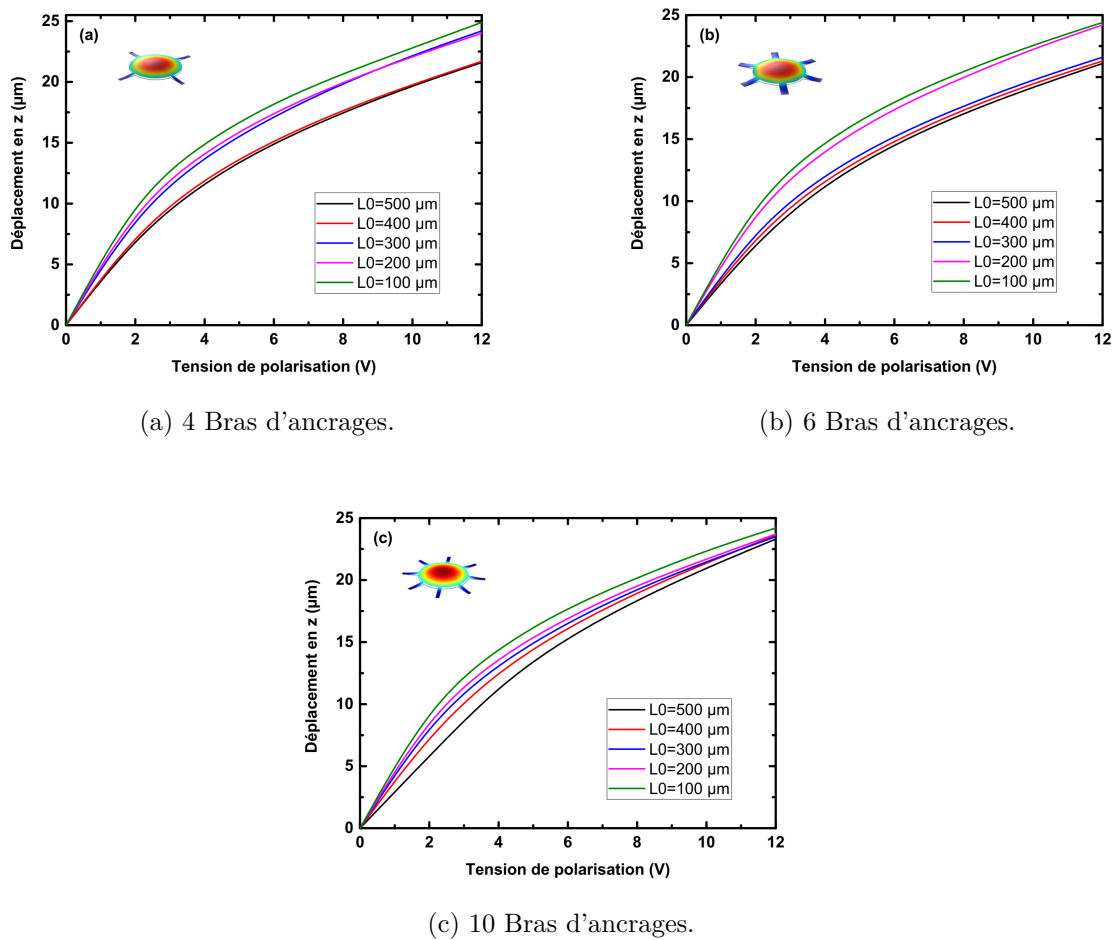 (a)
Déplacement en z (µm)
25
20
15
10
5
0
L0=500 µm
L0=400 µm
L0=300 µm
L0=200 µm
L0=100 µm
0 2 4 6 8 10 12
Tension de polarisation (V)
(a) 4 Bras d'ancrages.
(b)
Déplacement en z (µm)
25
20
15
10
5
0
L0=500 µm
L0=400 µm
L0=300 µm
L0=200 µm
L0=100 µm
0 2 4 6 8 10 12
Tension de polarisation (V)
(b) 6 Bras d'ancrages.
(c)
Déplacement en z (µm)
25
20
15
10
5
0
L0=500 µm
L0=400 µm
L0=300 µm
L0=200 µm
L0=100 µm
0 2 4 6 8 10 12
Tension de polarisation (V)
(c) 10 Bras d'ancrages.